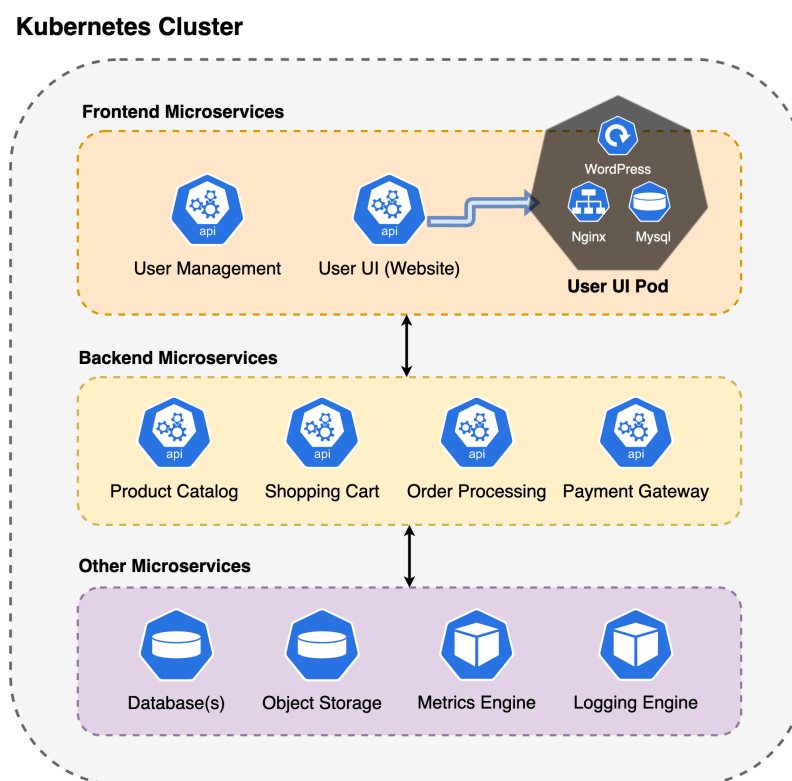 Kubernetes Cluster
Frontend Microservices
WordPress
api
api
Nginx
Mysql
User Management
User UI (Website)
User UI Pod
Backend Microservices
api
api
api
api
Product Catalog
Shopping Cart
Order Processing
Payment Gateway
Other Microservices
Database(s)
Object Storage
Metrics Engine
Logging Engine